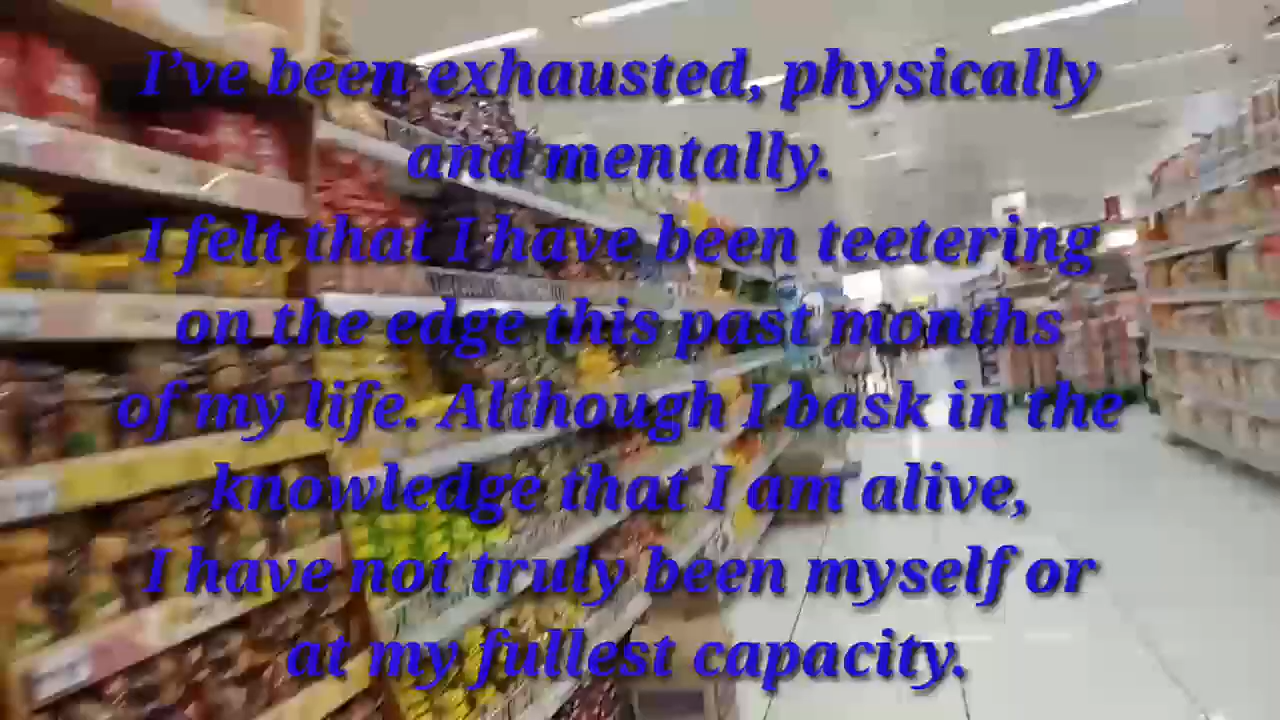 I’ve been exhausted, physically
and mentally.
I felt that I have been teetering
on the edge this past months
of my life. Although I bask in the
knowledge that I am alive,
I have not truly been myself or
at my fullest capacity.